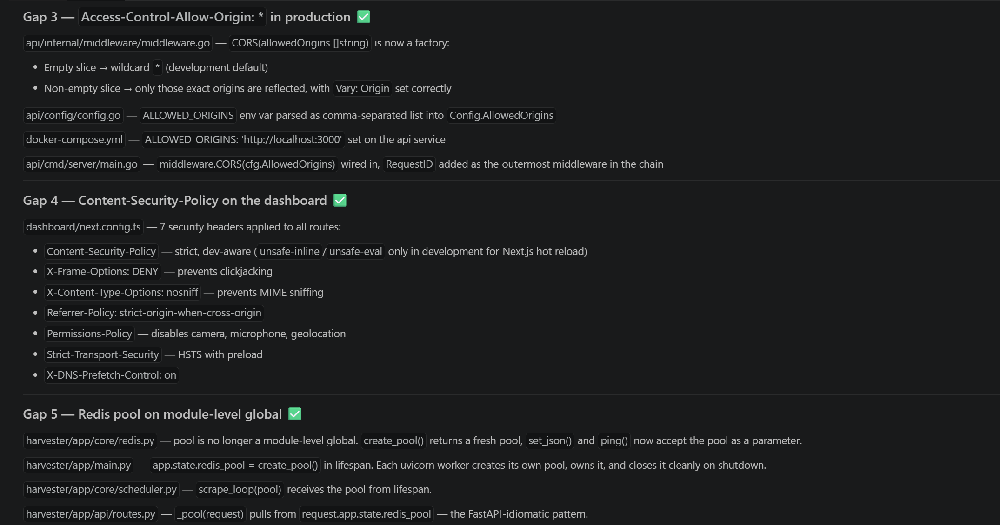 Gap 3 — Access-Control-Allow-Origin: * in production ✅
api/internal/middleware/middleware.go — CORS(allowedOrigins []string) is now a factory:
• Empty slice → wildcard * (development default)
• Non-empty slice → only those exact origins are reflected, with Vary: Origin set correctly
api/config/config.go — ALLOWED_ORIGINS env var parsed as comma-separated list into Config.AllowedOrigins
docker-compose.yml — ALLOWED_ORIGINS: 'http://localhost:3000' set on the api service
api/cmd/server/main.go — middleware.CORS(cfg.AllowedOrigins) wired in, RequestID added as the outermost middleware in the chain
Gap 4 — Content-Security-Policy on the dashboard ✅
dashboard/next.config.ts — 7 security headers applied to all routes:
• Content-Security-Policy — strict, dev-aware (unsafe-inline/unsafe-eval only in development for Next.js hot reload)
• X-Frame-Options: DENY — prevents clickjacking
• X-Content-Type-Options: nosniff — prevents MIME sniffing
• Referrer-Policy: strict-origin-when-cross-origin
• Permissions-Policy — disables camera, microphone, geolocation
• Strict-Transport-Security — HSTS with preload
• X-DNS-Prefetch-Control: on
Gap 5 — Redis pool on module-level global ✅
harvester/app/core/redis.py — pool is no longer a module-level global. create_pool() returns a fresh pool, set_json() and ping() now accept the pool as a parameter.
harvester/app/main.py — app.state.redis_pool = create_pool() in lifespan. Each uvicorn worker creates its own pool, owns it, and closes it cleanly on shutdown.
harvester/app/core/scheduler.py — scrape_loop(pool) receives the pool from lifespan.
harvester/app/api/routes.py — _pool(request) pulls from request.app.state.redis_pool — the FastAPI-idiomatic pattern.